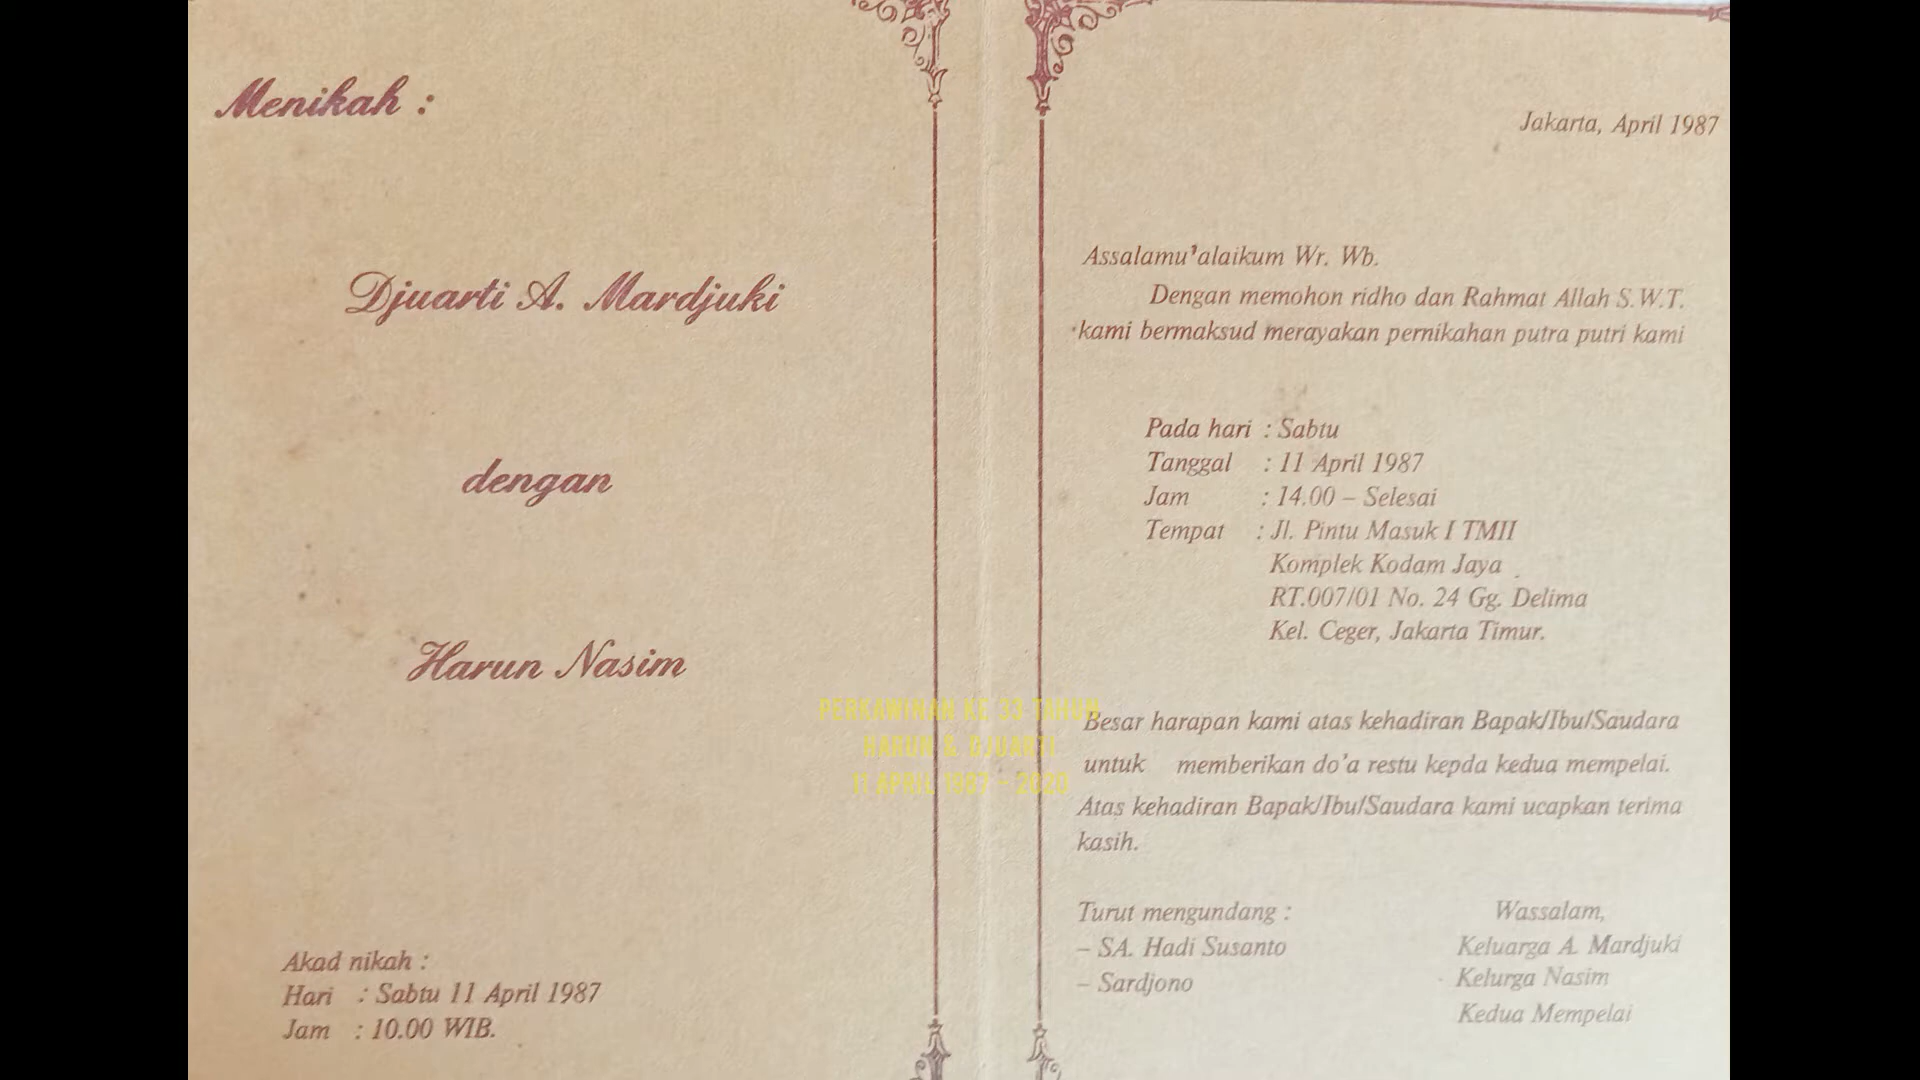 Menikah :
Djuarti A. Mardjuki
dengan
Harun Nasim
Akad nikah :
Hari : Sabtu 11 April 1987
Jam : 10.00 WIB.
Jakarta, April 1987
Assalamu'alaikum Wr. Wb.
Dengan memohon ridho dan Rahmat Allah S.W.T.
kami bermaksud merayakan pernikahan putra putri kami
Pada hari : Sabtu
Tanggal : 11 April 1987
Jam : 14.00 – Selesai
Tempat : Jl. Pintu Masuk I TMII
Komplek Kodam Jaya
RT.007/01 No. 24 Gg. Delima
Kel. Ceger, Jakarta Timur.
Besar harapan kami atas kehadiran Bapak/Ibu/Saudara
untuk memberikan do'a restu kepda kedua mempelai.
Atas kehadiran Bapak/Ibu/Saudara kami ucapkan terima
kasih.
Turut mengundang :
– SA. Hadi Susanto
– Sardjono
Wassalam,
Keluarga A. Mardjuki
Kelurga Nasim
Kedua Mempelai
PERKAWINAN KE 33 TAHUN
HARUN & DJUARTI
11 APRIL 1987 - 2020